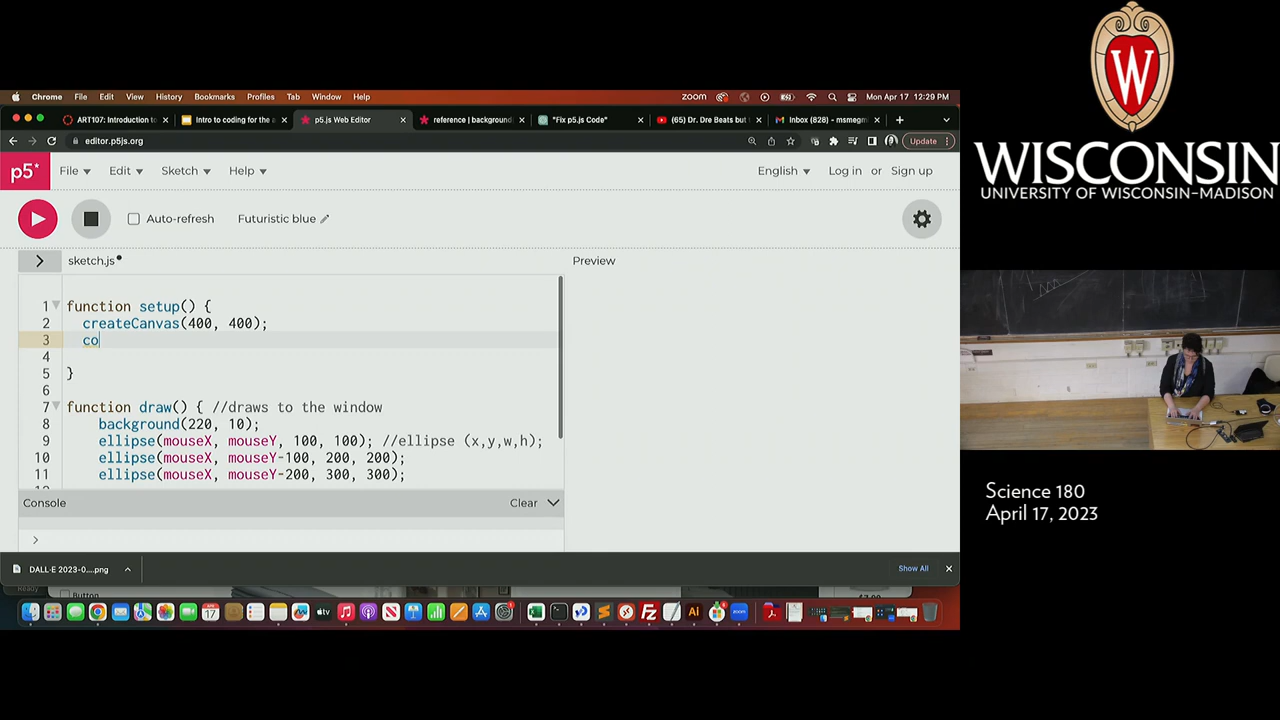 Chrome File Edit View History Bookmarks Profiles Tab Window Help zoom Mon Apr 17 12:29 PM
ART107: Introduction to Intro to coding for the a p5.js Web Editor reference | background "Fix p5.js Code" (65) Dr. Dre Beats but Inbox (828) - msmegm
editor.p5js.org Update
p5* File Edit Sketch Help English Log in or Sign up
Auto-refresh Futuristic blue
> sketch.js Preview
1 function setup() {
2 createCanvas(400, 400);
3 co
4
5 }
6
7 function draw() { //draws to the window
8 background(220, 10);
9 ellipse(mouseX, mouseY, 100, 100); //ellipse (x,y,w,h);
10 ellipse(mouseX, mouseY-100, 200, 200);
11 ellipse(mouseX, mouseY-200, 300, 300);
Console Clear
>
DALL·E 2023-0....png Show All
Button
W
WISCONSIN
UNIVERSITY OF WISCONSIN–MADISON
Science 180
April 17, 2023